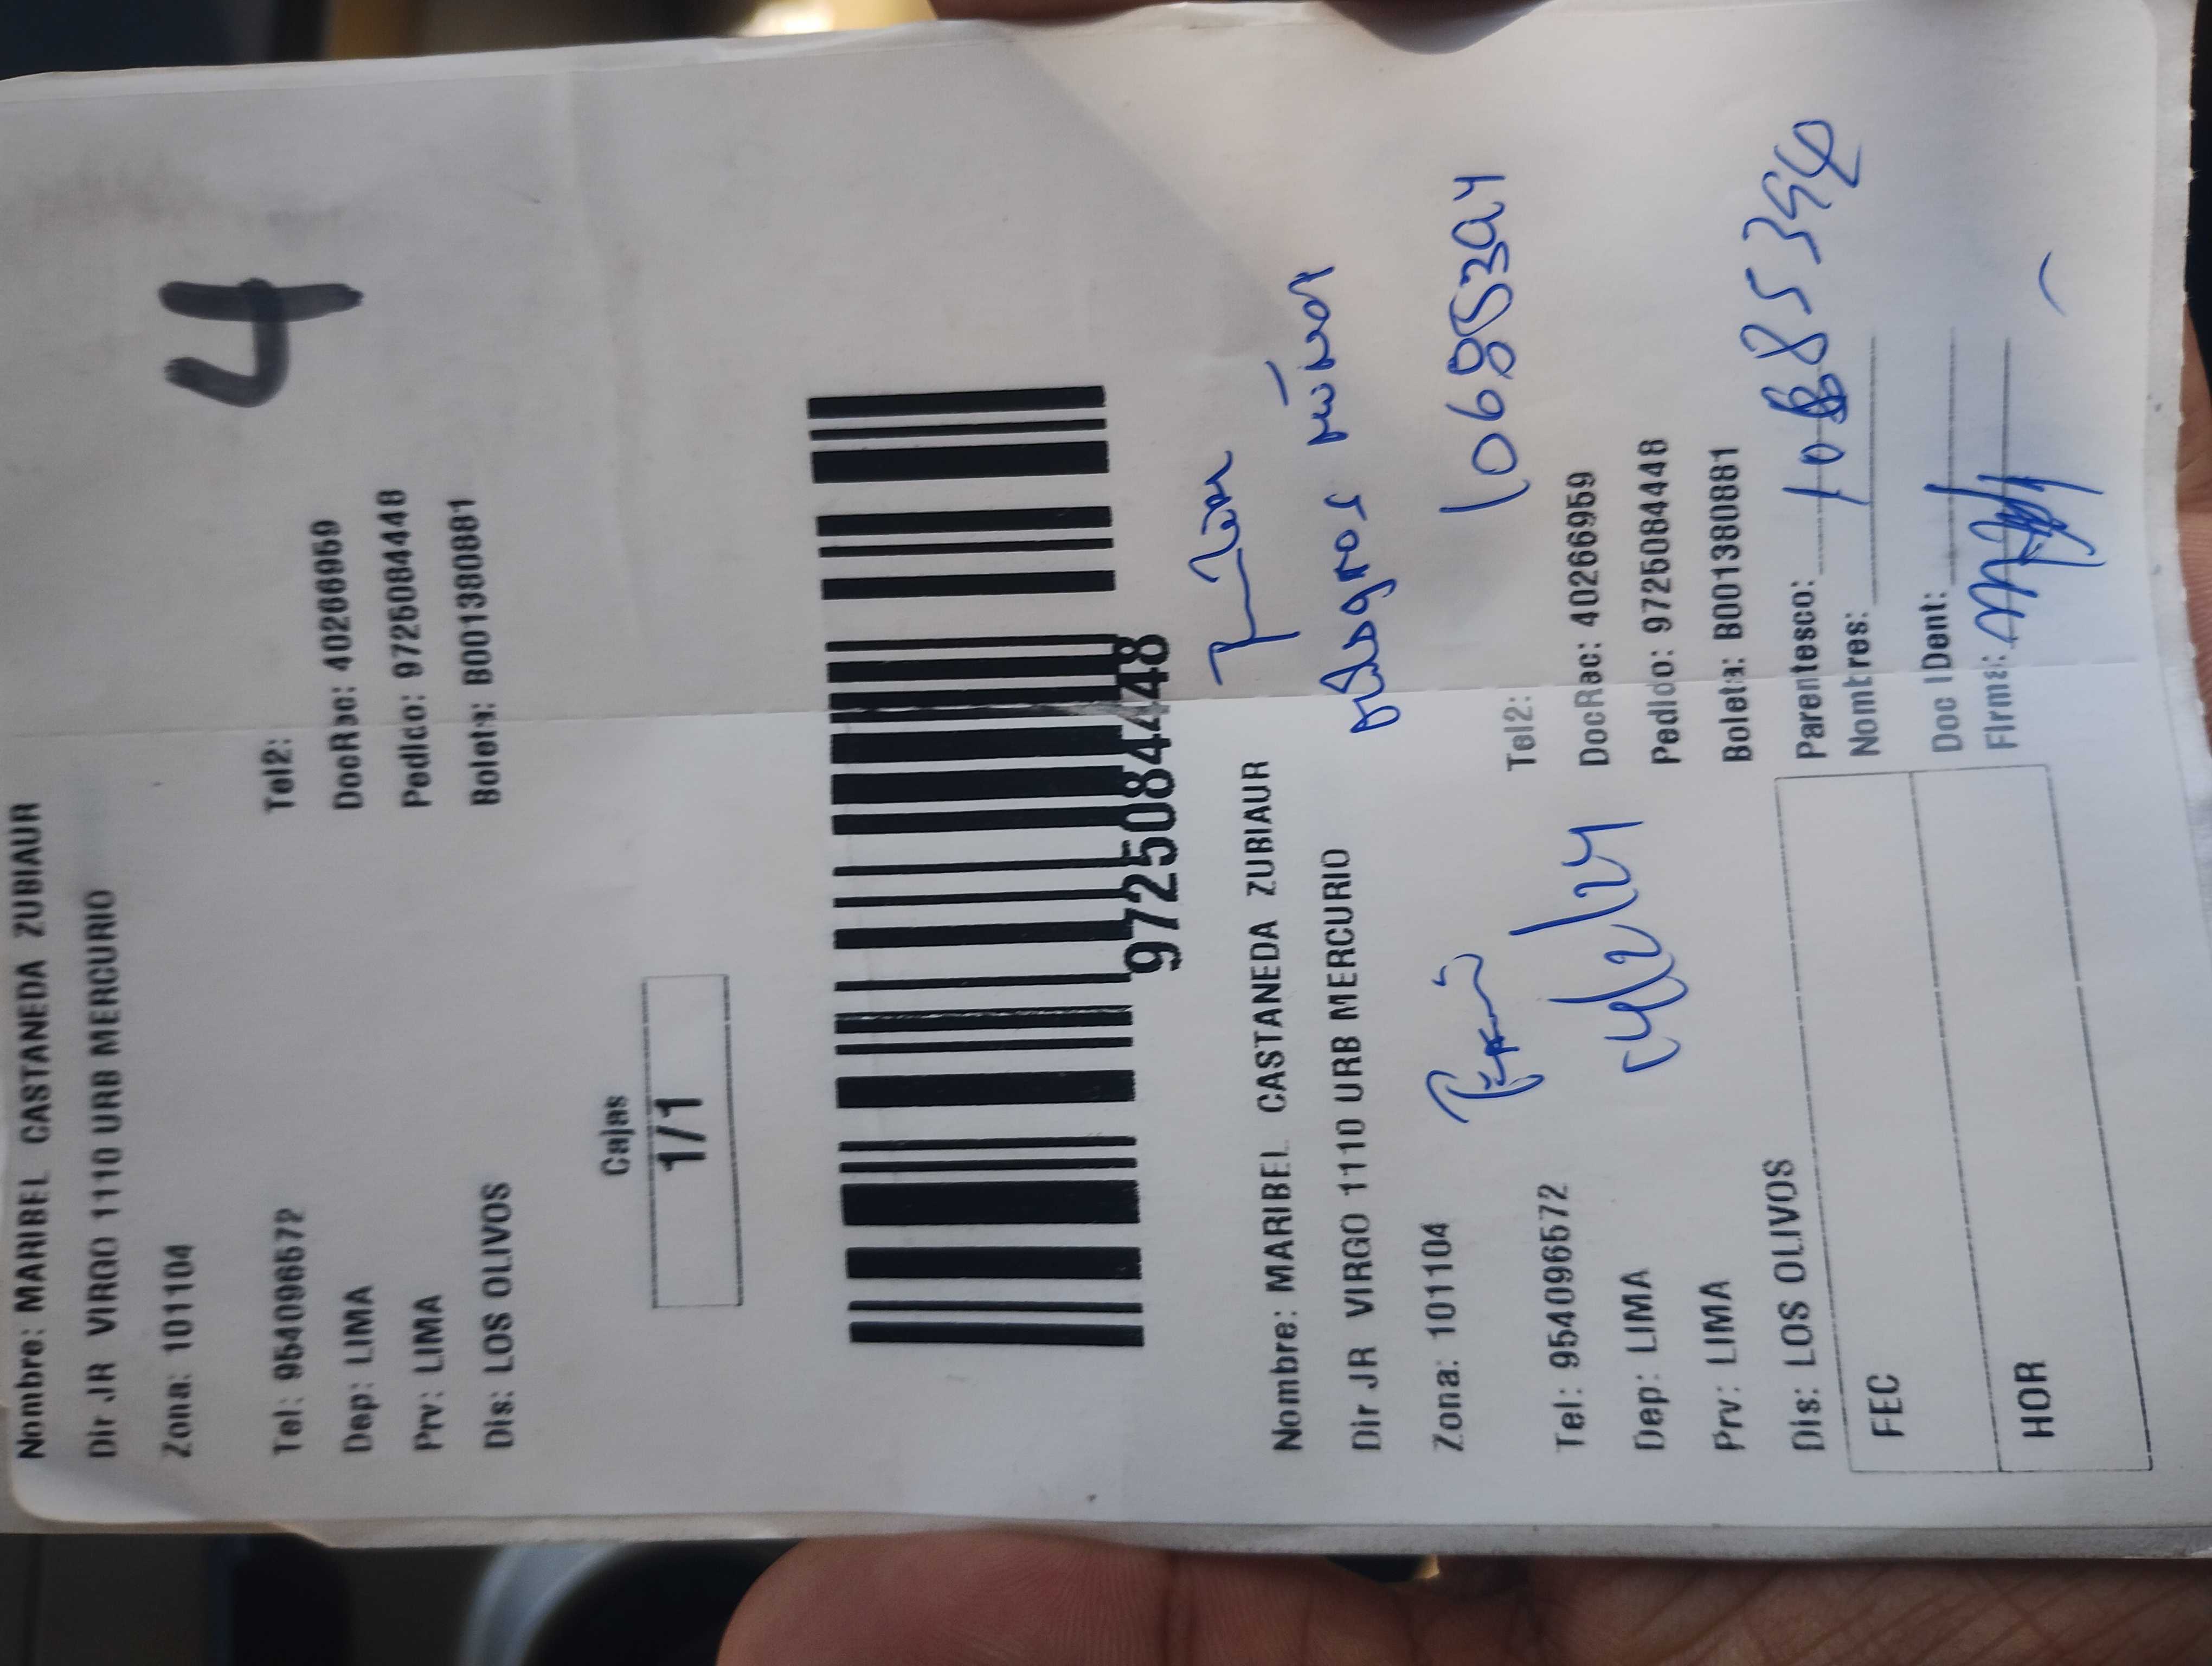 4
Nombre: MARIBEL CASTANEDA ZUBIAUR
Dir JR VIRGO 1110 URB MERCURIO
Zona: 101104
Tel: 954096572 Tel2:
Dep: LIMA DocRec: 40266959
Prv: LIMA Pedido: 9725084448
Dis: LOS OLIVOS Boleta: B001380881
Cajas
1/1
9725084448
Nombre: MARIBEL CASTANEDA ZUBIAUR
Dir JR VIRGO 1110 URB MERCURIO
Zona: 101104 10685394
Tel: 954096572 Tel2:
Dep: LIMA DocRec: 40266959
Prv: LIMA Pedido: 9725084448
Dis: LOS OLIVOS Boleta: B001380881
FEC Parentesco:
Nombres:
HOR Doc IDent:
Firma: